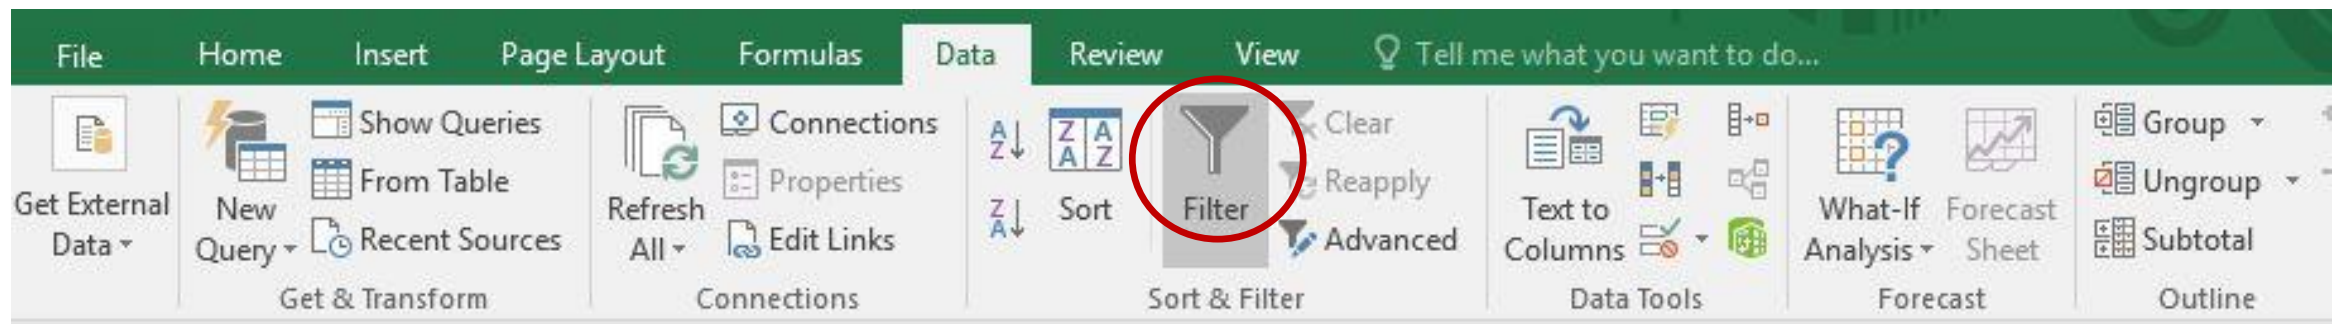 File Home Insert Page Layout Formulas Data Review View Tell me what you want to do...
Get External
Data
New
Query
Show Queries
From Table
Recent Sources
Get & Transform
Refresh
All
Connections
Properties
Edit Links
Connections
A
Z
Z
A
Z A
A Z
Sort
Filter
Clear
Reapply
Advanced
Sort & Filter
Text to
Columns
Data Tools
What-If
Analysis
Forecast
Sheet
Forecast
Group
Ungroup
Subtotal
Outline